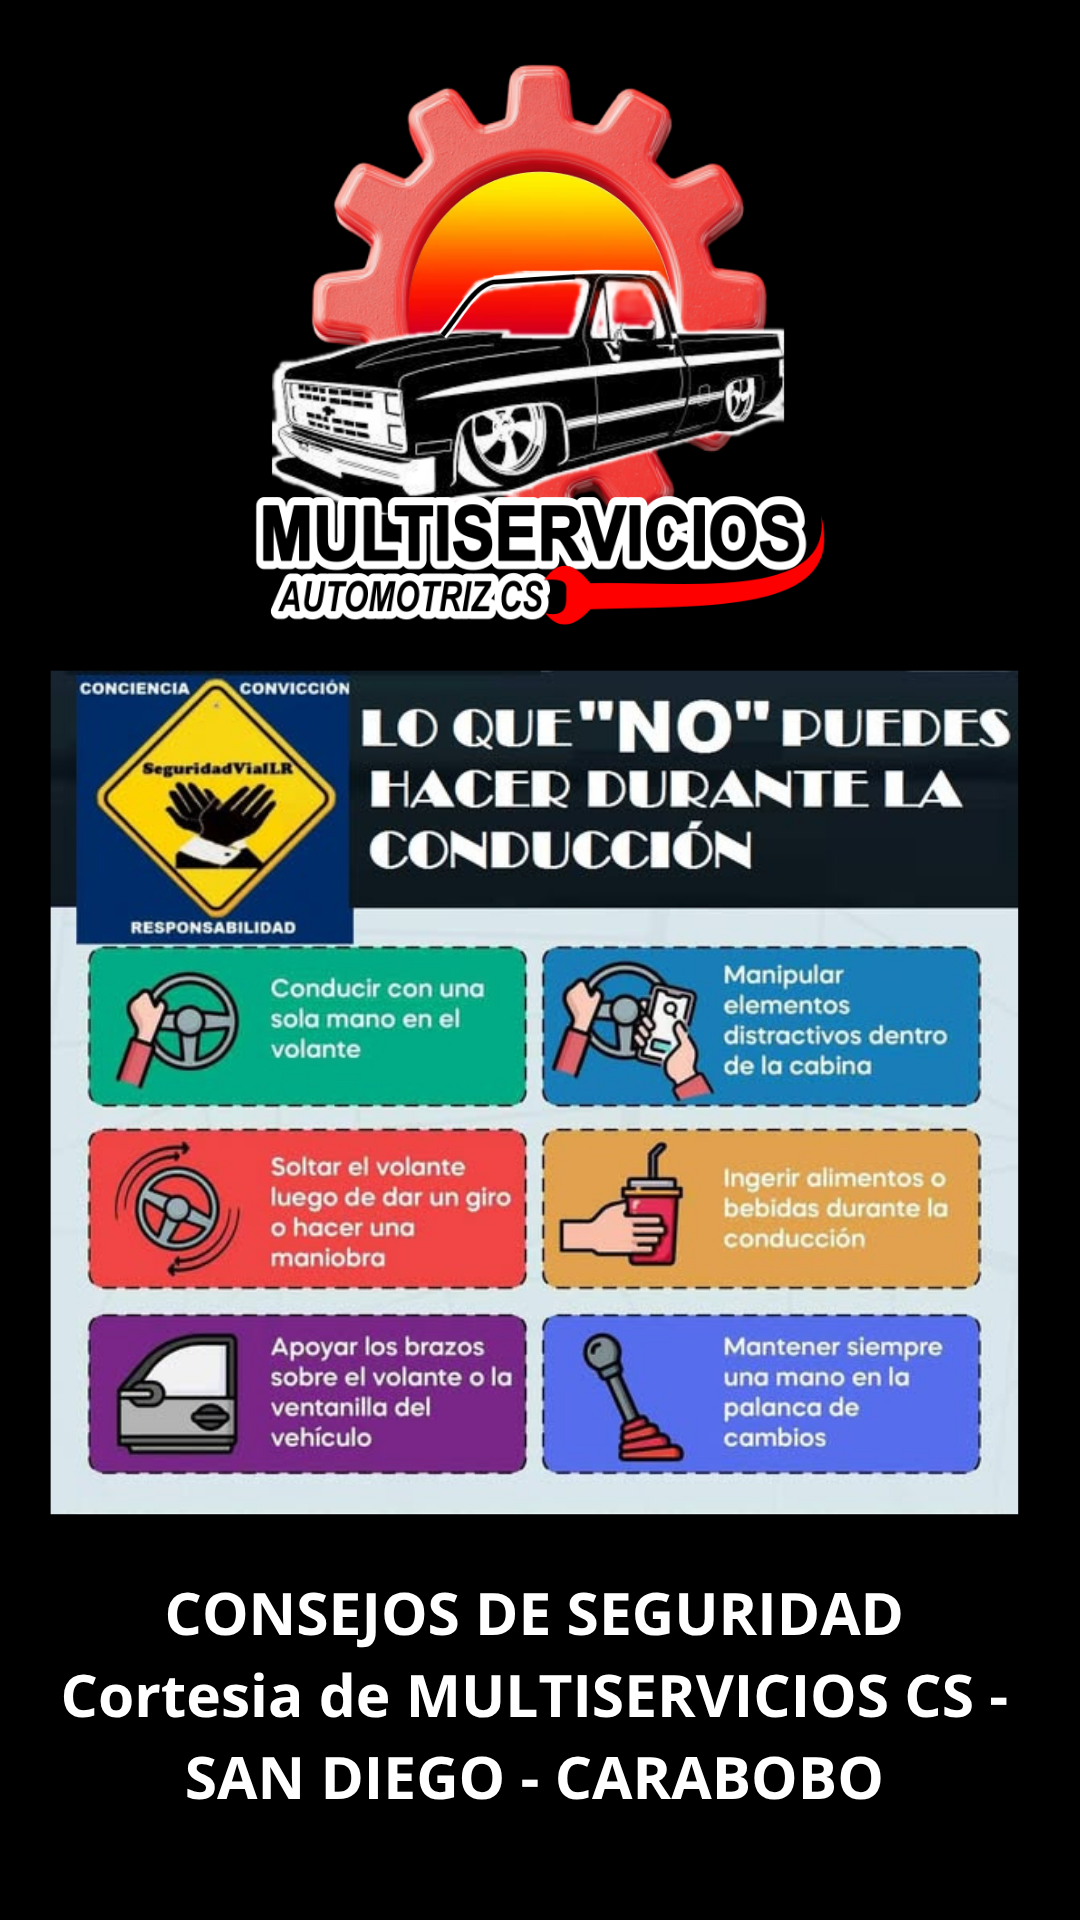 MULTISERVICIOS
AUTOMOTRIZ CS
CONCIENCIA CONVICCIÓN
SeguridadVialLR
RESPONSABILIDAD
LO QUE "NO" PUEDES
HACER DURANTE LA
CONDUCCIÓN
Conducir con una
sola mano en el
volante
Manipular
elementos
distractivos dentro
de la cabina
Soltar el volante
luego de dar un giro
o hacer una
maniobra
Ingerir alimentos o
bebidas durante la
conducción
Apoyar los brazos
sobre el volante o la
ventanilla del
vehículo
Mantener siempre
una mano en la
palanca de
cambios
CONSEJOS DE SEGURIDAD
Cortesia de MULTISERVICIOS CS -
SAN DIEGO - CARABOBO